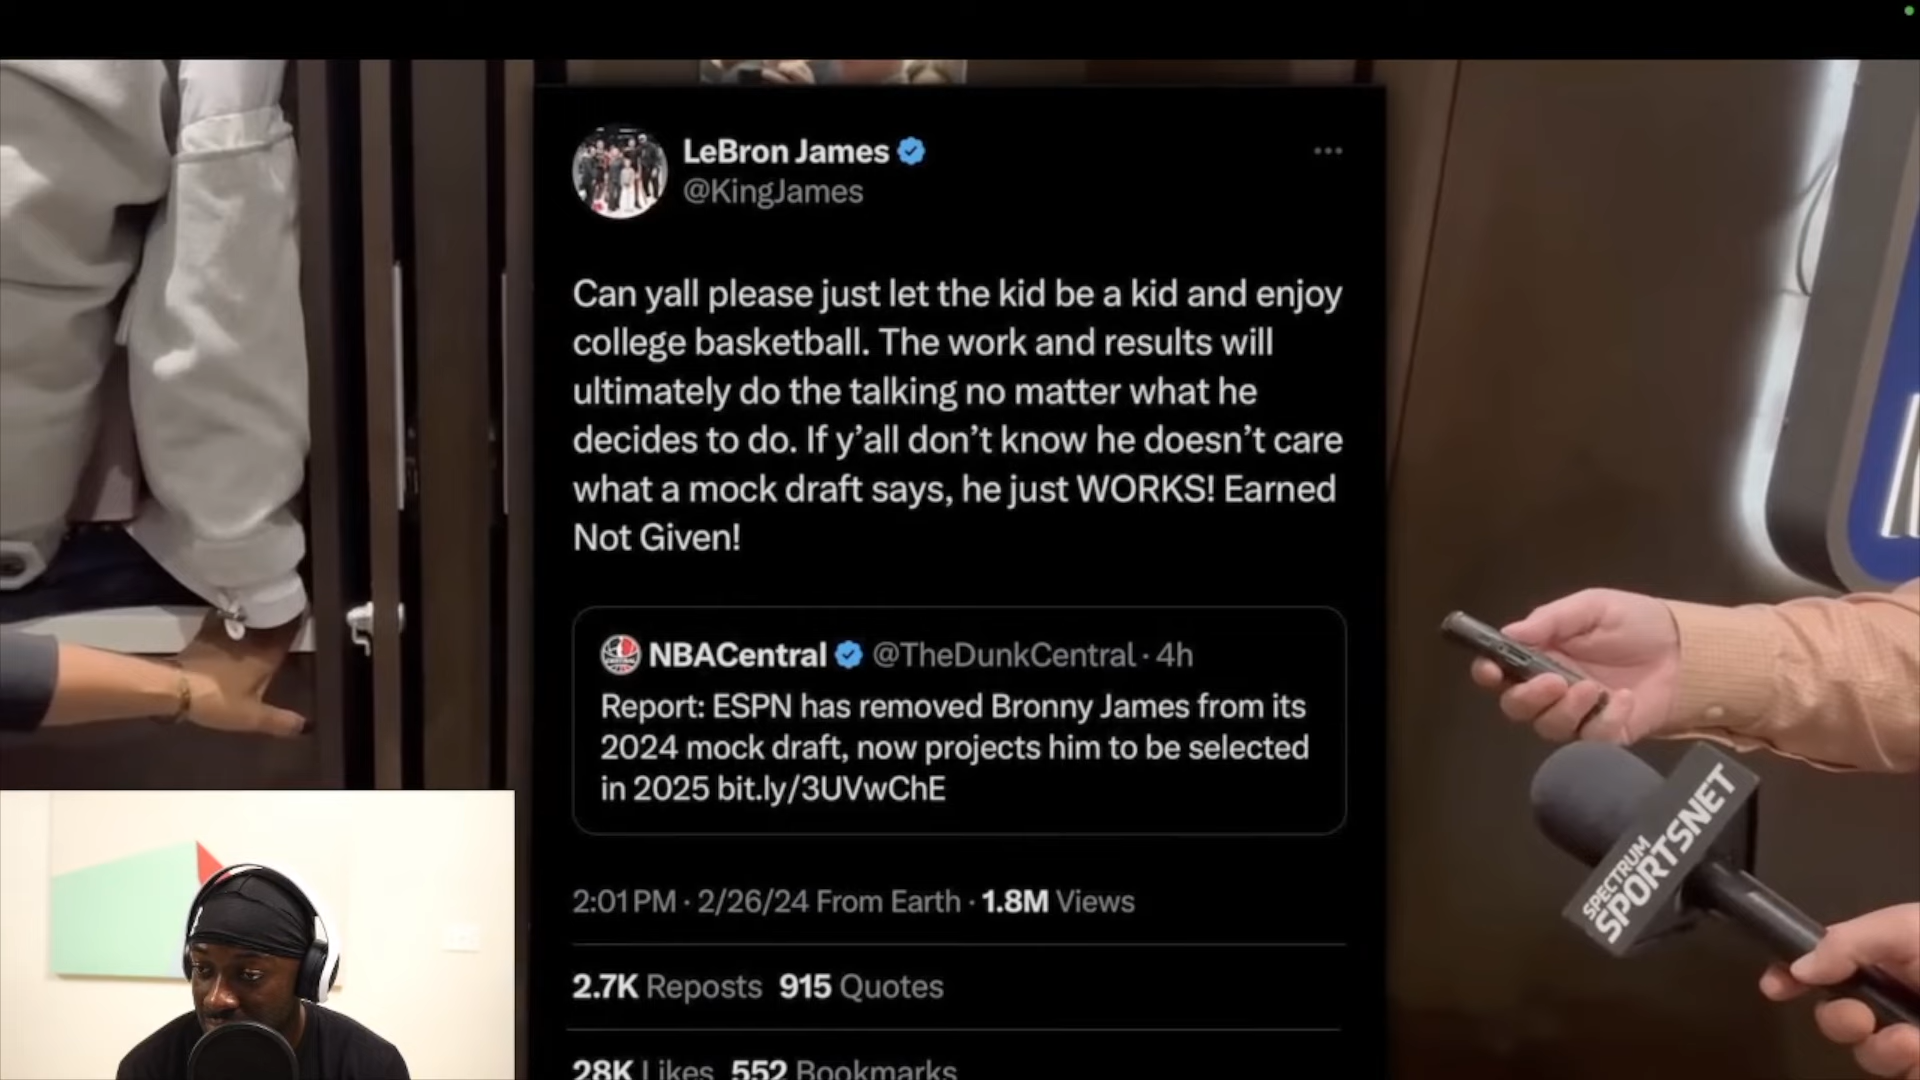 LeBron James
@KingJames
Can yall please just let the kid be a kid and enjoy
college basketball. The work and results will
ultimately do the talking no matter what he
decides to do. If y’all don’t know he doesn’t care
what a mock draft says, he just WORKS! Earned
Not Given!
NBACentral @TheDunkCentral · 4h
Report: ESPN has removed Bronny James from its
2024 mock draft, now projects him to be selected
in 2025 bit.ly/3UVwChE
2:01 PM · 2/26/24 From Earth · 1.8M Views
2.7K Reposts 915 Quotes
28K Likes 552 Bookmarks
SPECTRUM
SPORTSNET